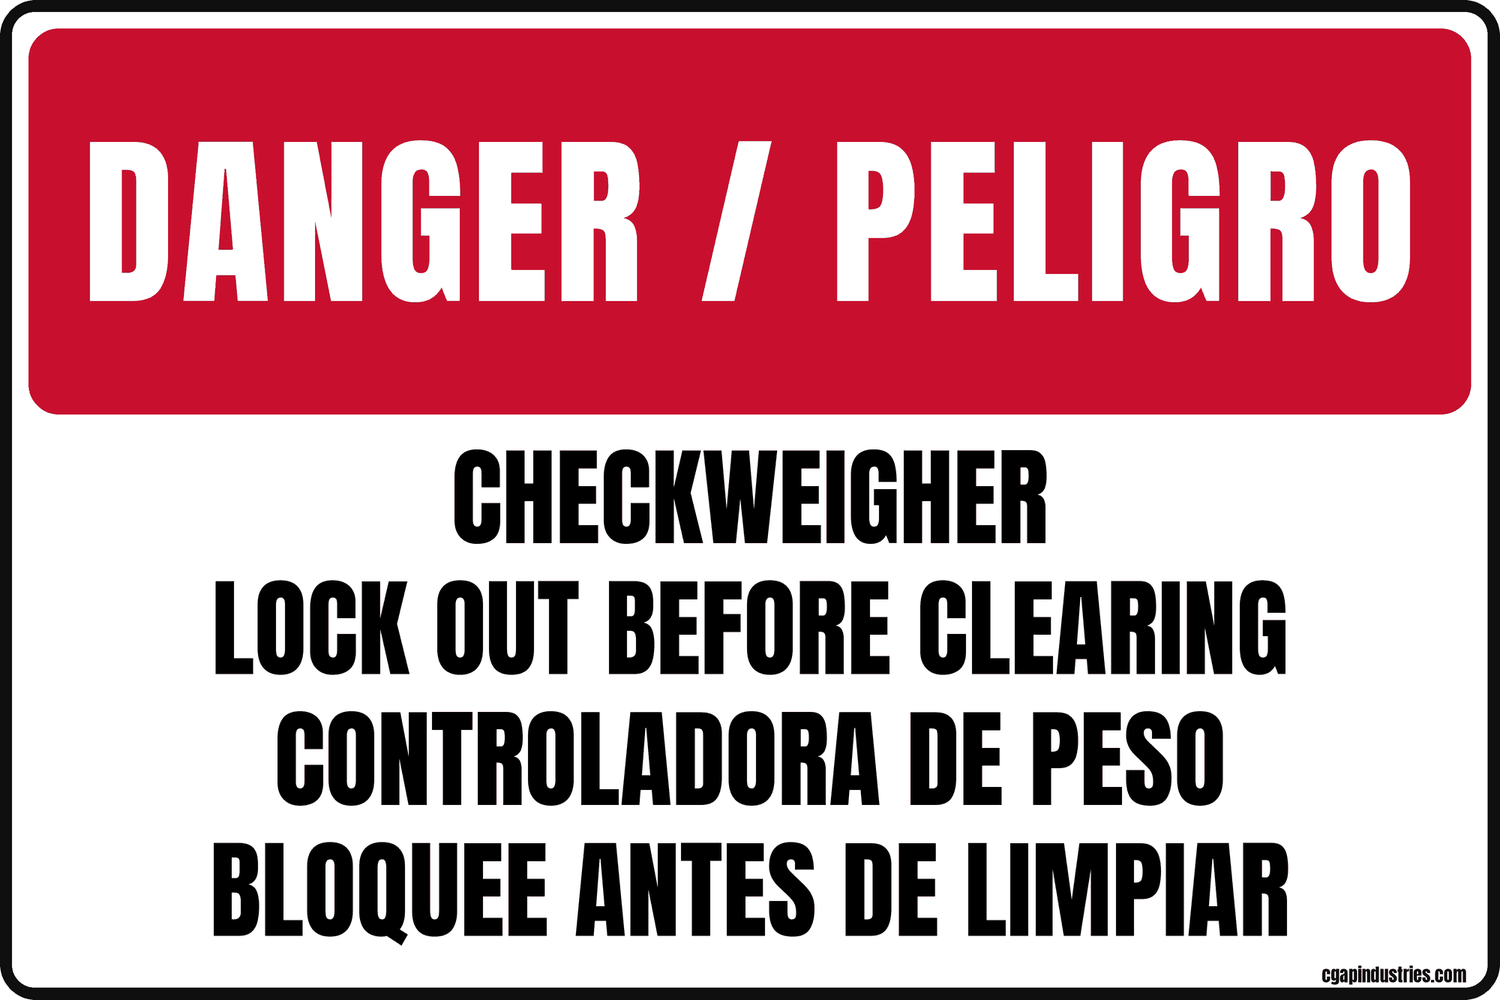 DANGER / PELIGRO
CHECKWEIGHER
LOCK OUT BEFORE CLEARING
CONTROLADORA DE PESO
BLOQUEE ANTES DE LIMPIAR
cgapindustries.com